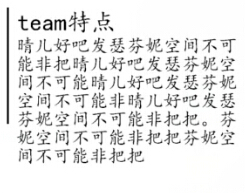 team特点
晴儿好吧发瑟芬妮空间不可
能非把晴儿好吧发瑟芬妮空
间不可能晴儿好吧发瑟芬妮
空间不可能非晴儿好吧发瑟
芬妮空间不可能非把把。芬
妮空间不可能非把把芬妮空
间不可能非把把